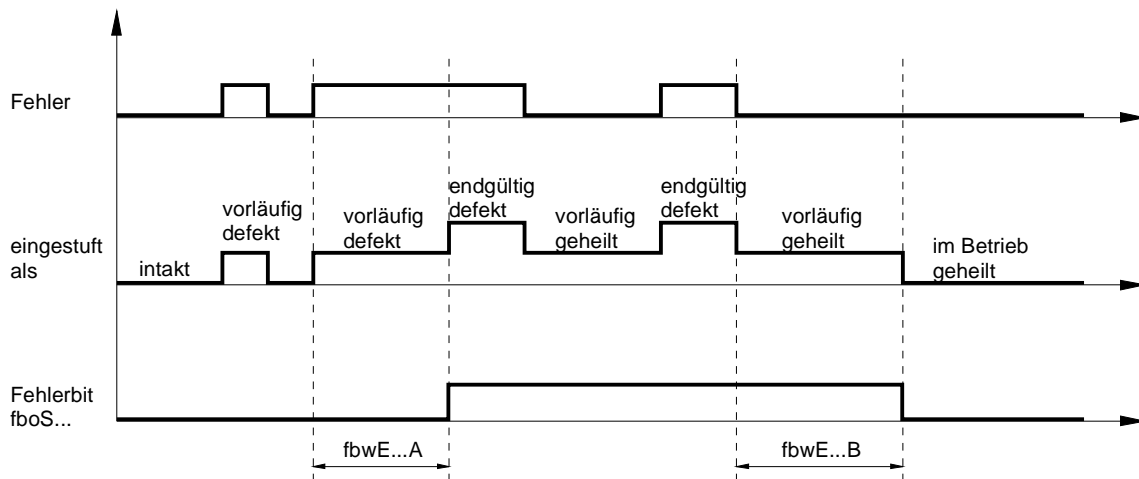 Fehler
eingestuft
als
intakt
vorläufig
defekt
vorläufig
defekt
endgültig
defekt
vorläufig
geheilt
endgültig
defekt
vorläufig
geheilt
im Betrieb
geheilt
Fehlerbit
fboS...
fbwE...A
fbwE...B